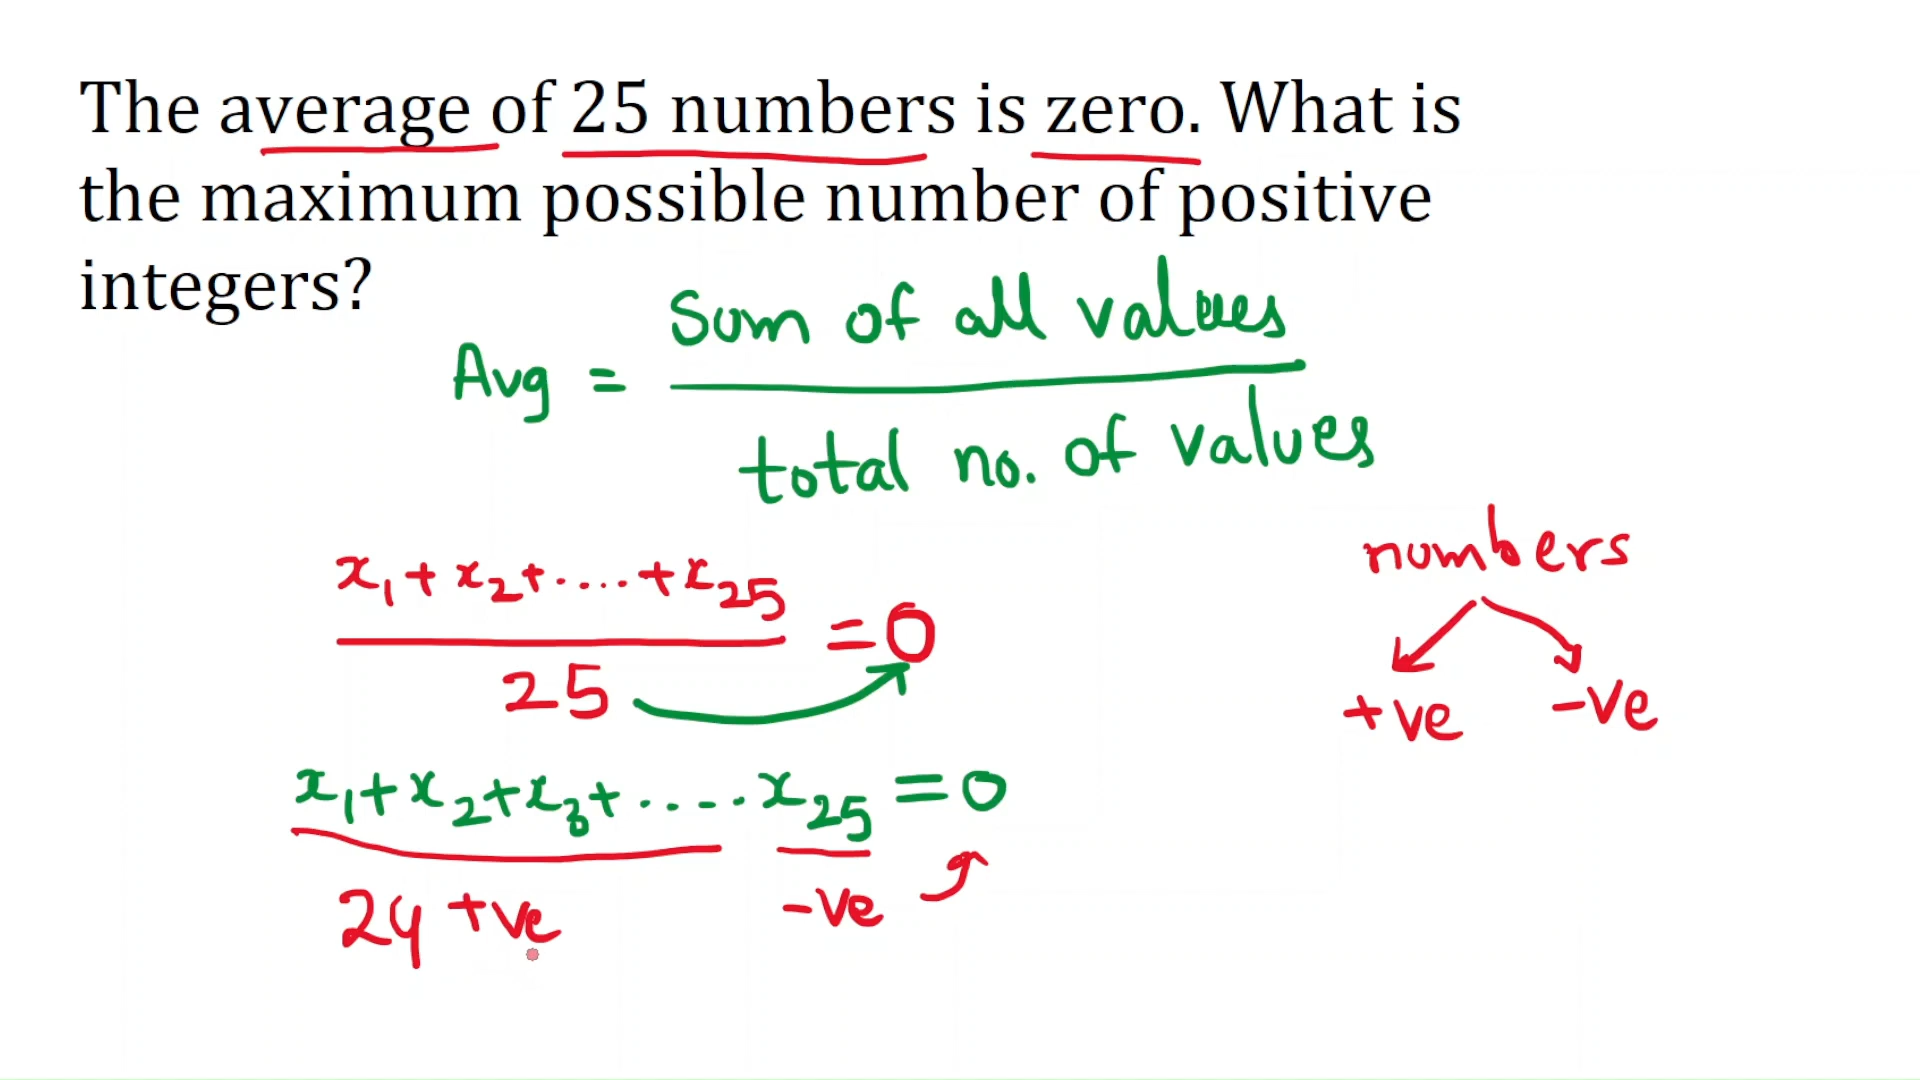 The average of 25 numbers is zero. What is
the maximum possible number of positive
integers?
Avg = Sum of all values / total no. of values
x₁+x₂+....+x₂₅ / 25 = 0
numbers
+ve -ve
x₁+x₂+x₃+.....x₂₅ = 0
24 +ve -ve